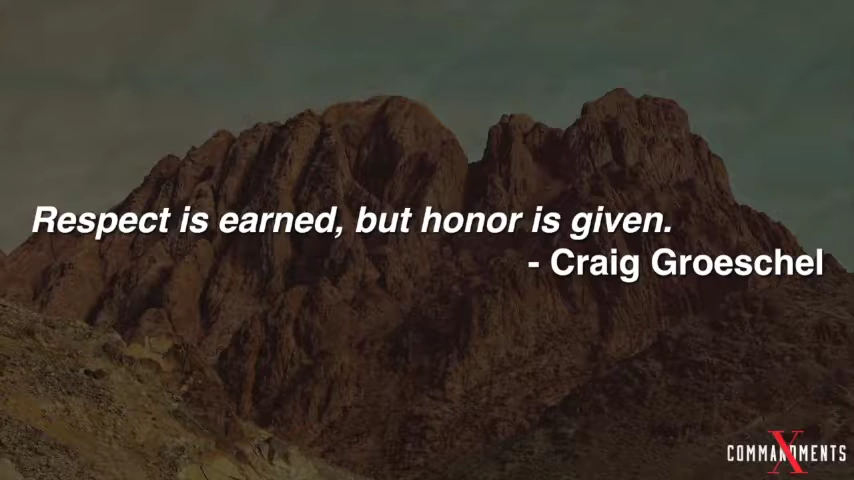 Respect is earned, but honor is given.
- Craig Groeschel
X
COMMANDMENTS